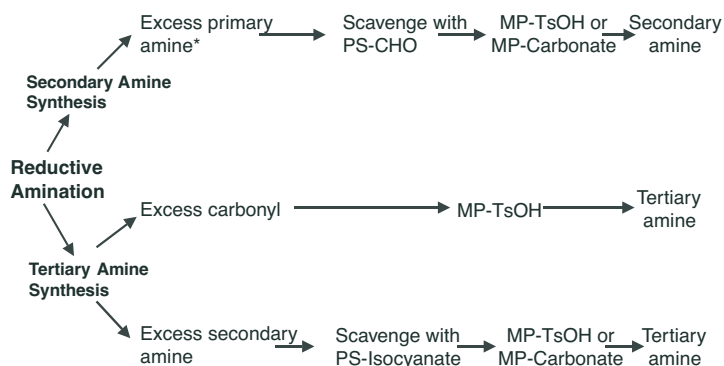 Excess primary
amine*
Scavenge with
PS-CHO
MP-TsOH or
MP-Carbonate
Secondary
amine
Secondary Amine
Synthesis
Reductive
Amination
Excess carbonyl
MP-TsOH
Tertiary
amine
Tertiary Amine
Synthesis
Excess secondary
amine
Scavenge with
PS-Isocyanate
MP-TsOH or
MP-Carbonate
Tertiary
amine